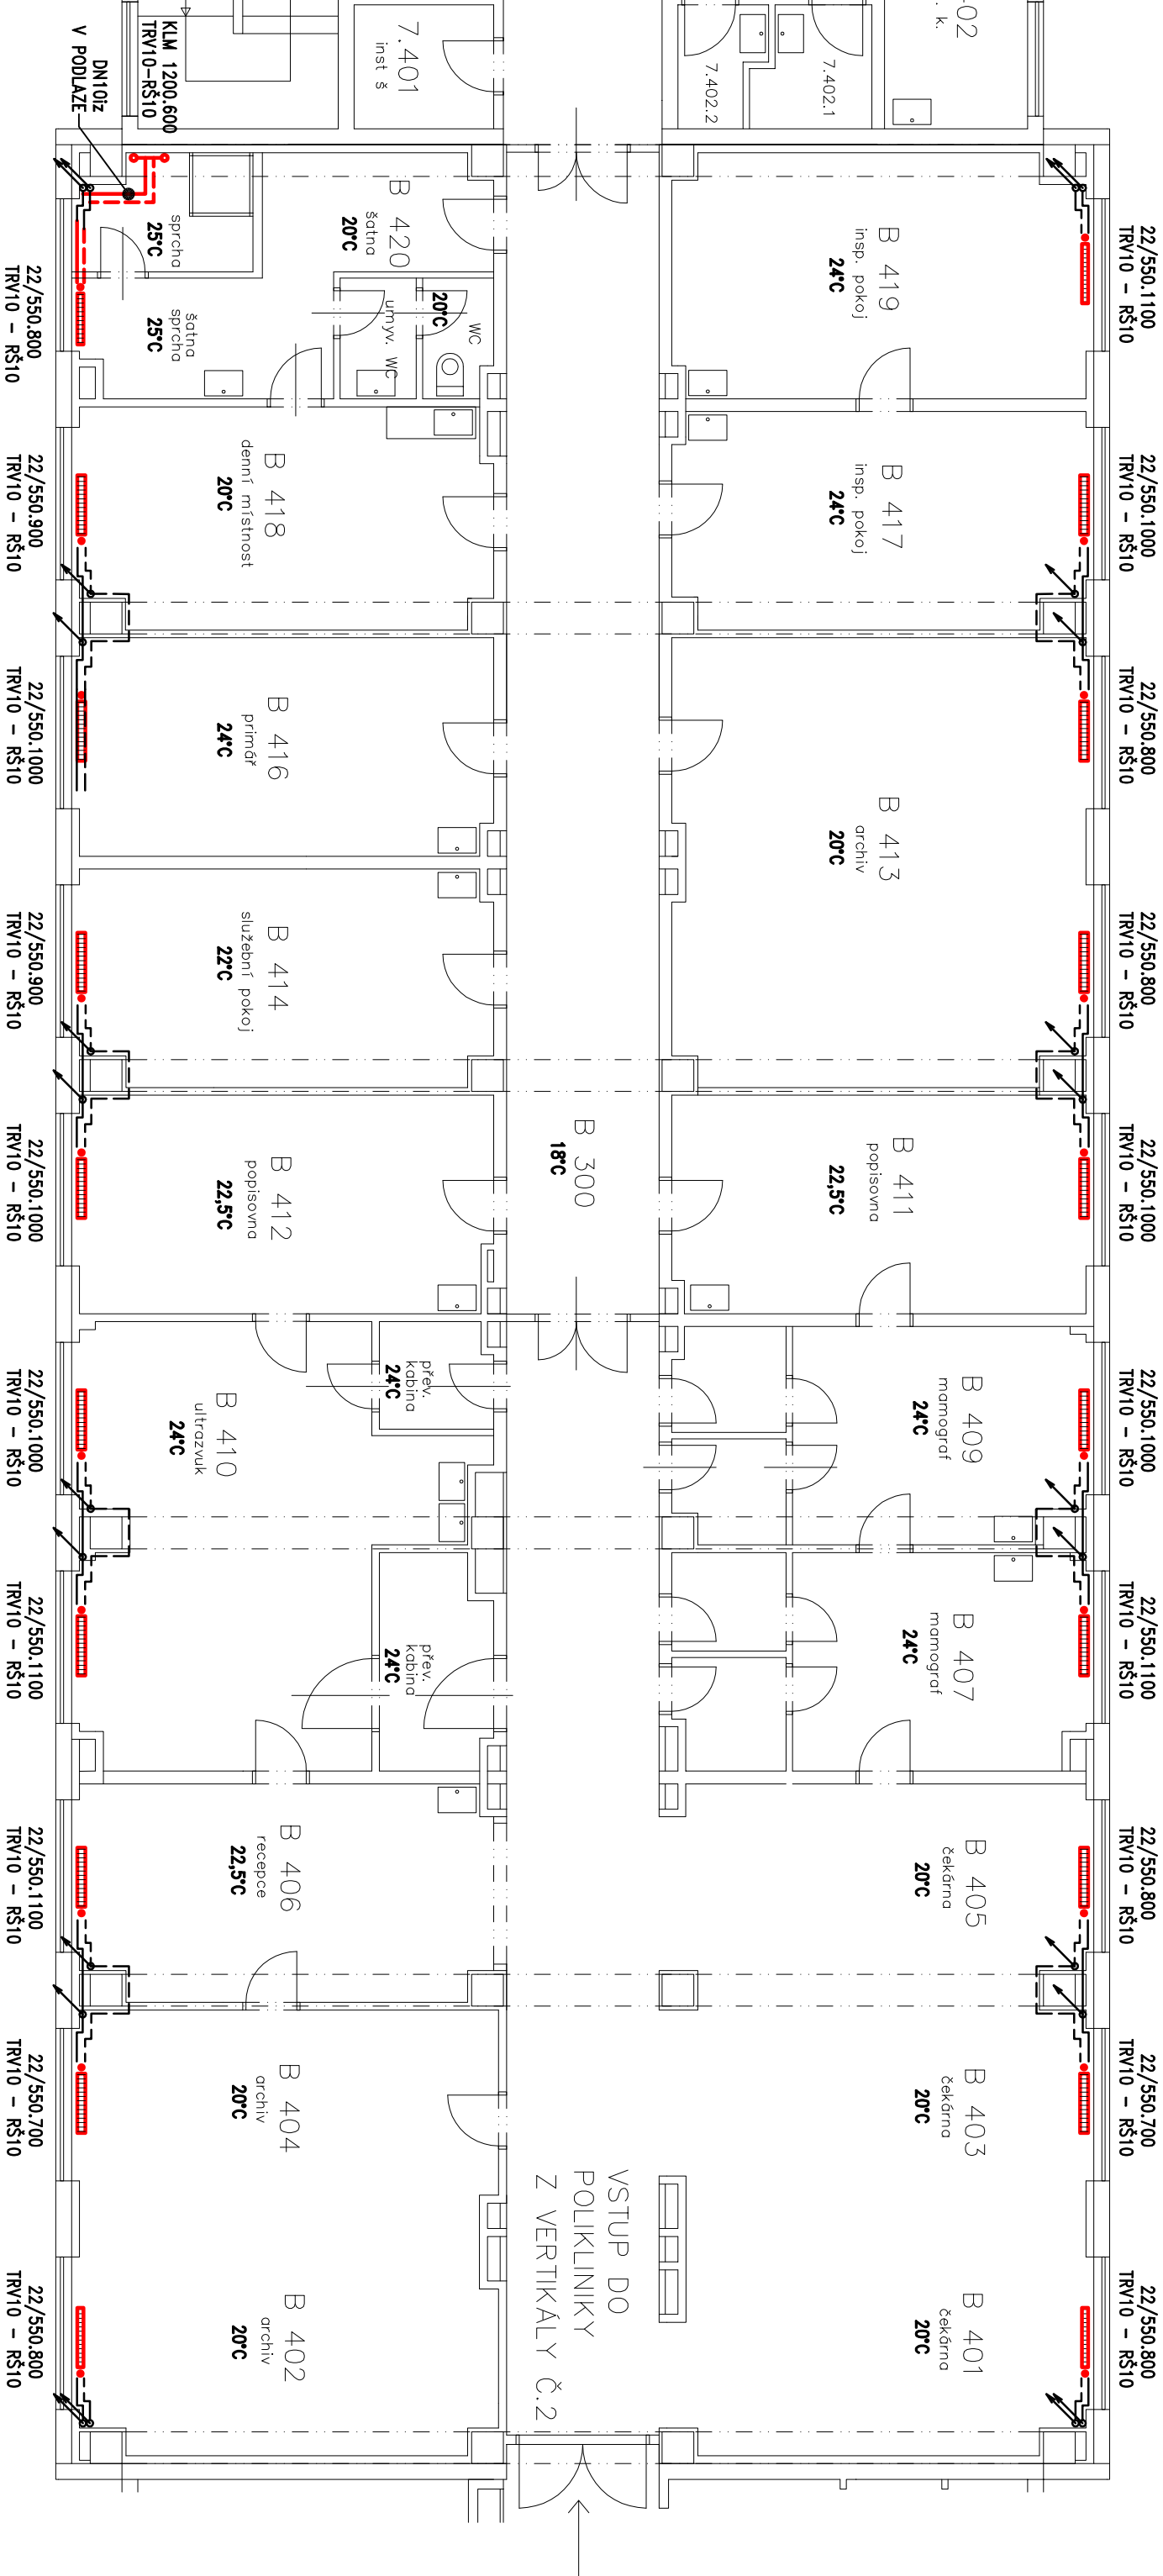 02
. k.
7.402.1
7.402.2
7.401
inst š
KLM 1200.600
TRV10-RŠ10
DN10iz
V PODLAZE
22/550.1100
TRV10 - RŠ10
22/550.1000
TRV10 - RŠ10
22/550.800
TRV10 - RŠ10
22/550.800
TRV10 - RŠ10
22/550.1000
TRV10 - RŠ10
22/550.1000
TRV10 - RŠ10
22/550.1100
TRV10 - RŠ10
22/550.800
TRV10 - RŠ10
22/550.700
TRV10 - RŠ10
22/550.800
TRV10 - RŠ10
B 419
insp. pokoj
24°C
B 417
insp. pokoj
24°C
B 413
archiv
20°C
B 411
popisovna
22,5°C
B 409
mamograf
24°C
B 407
mamograf
24°C
B 405
čekárna
20°C
B 403
čekárna
20°C
B 401
čekárna
20°C
B 300
18°C
VSTUP DO
POLIKLINIKY
Z VERTIKÁLY Č.2
B 420
šatna
20°C
WC
20°C
umyv. WC
sprcha
25°C
šatna
sprcha
25°C
B 418
denní místnost
20°C
B 416
primář
24°C
B 414
služební pokoj
22°C
B 412
popisovna
22,5°C
přev.
kabina
24°C
B 410
ultrazvuk
24°C
přev.
kabina
24°C
B 406
recepce
22,5°C
B 404
archiv
20°C
B 402
archiv
20°C
22/550.800
TRV10 - RŠ10
22/550.900
TRV10 - RŠ10
22/550.1000
TRV10 - RŠ10
22/550.900
TRV10 - RŠ10
22/550.1000
TRV10 - RŠ10
22/550.1000
TRV10 - RŠ10
22/550.1100
TRV10 - RŠ10
22/550.1100
TRV10 - RŠ10
22/550.700
TRV10 - RŠ10
22/550.800
TRV10 - RŠ10